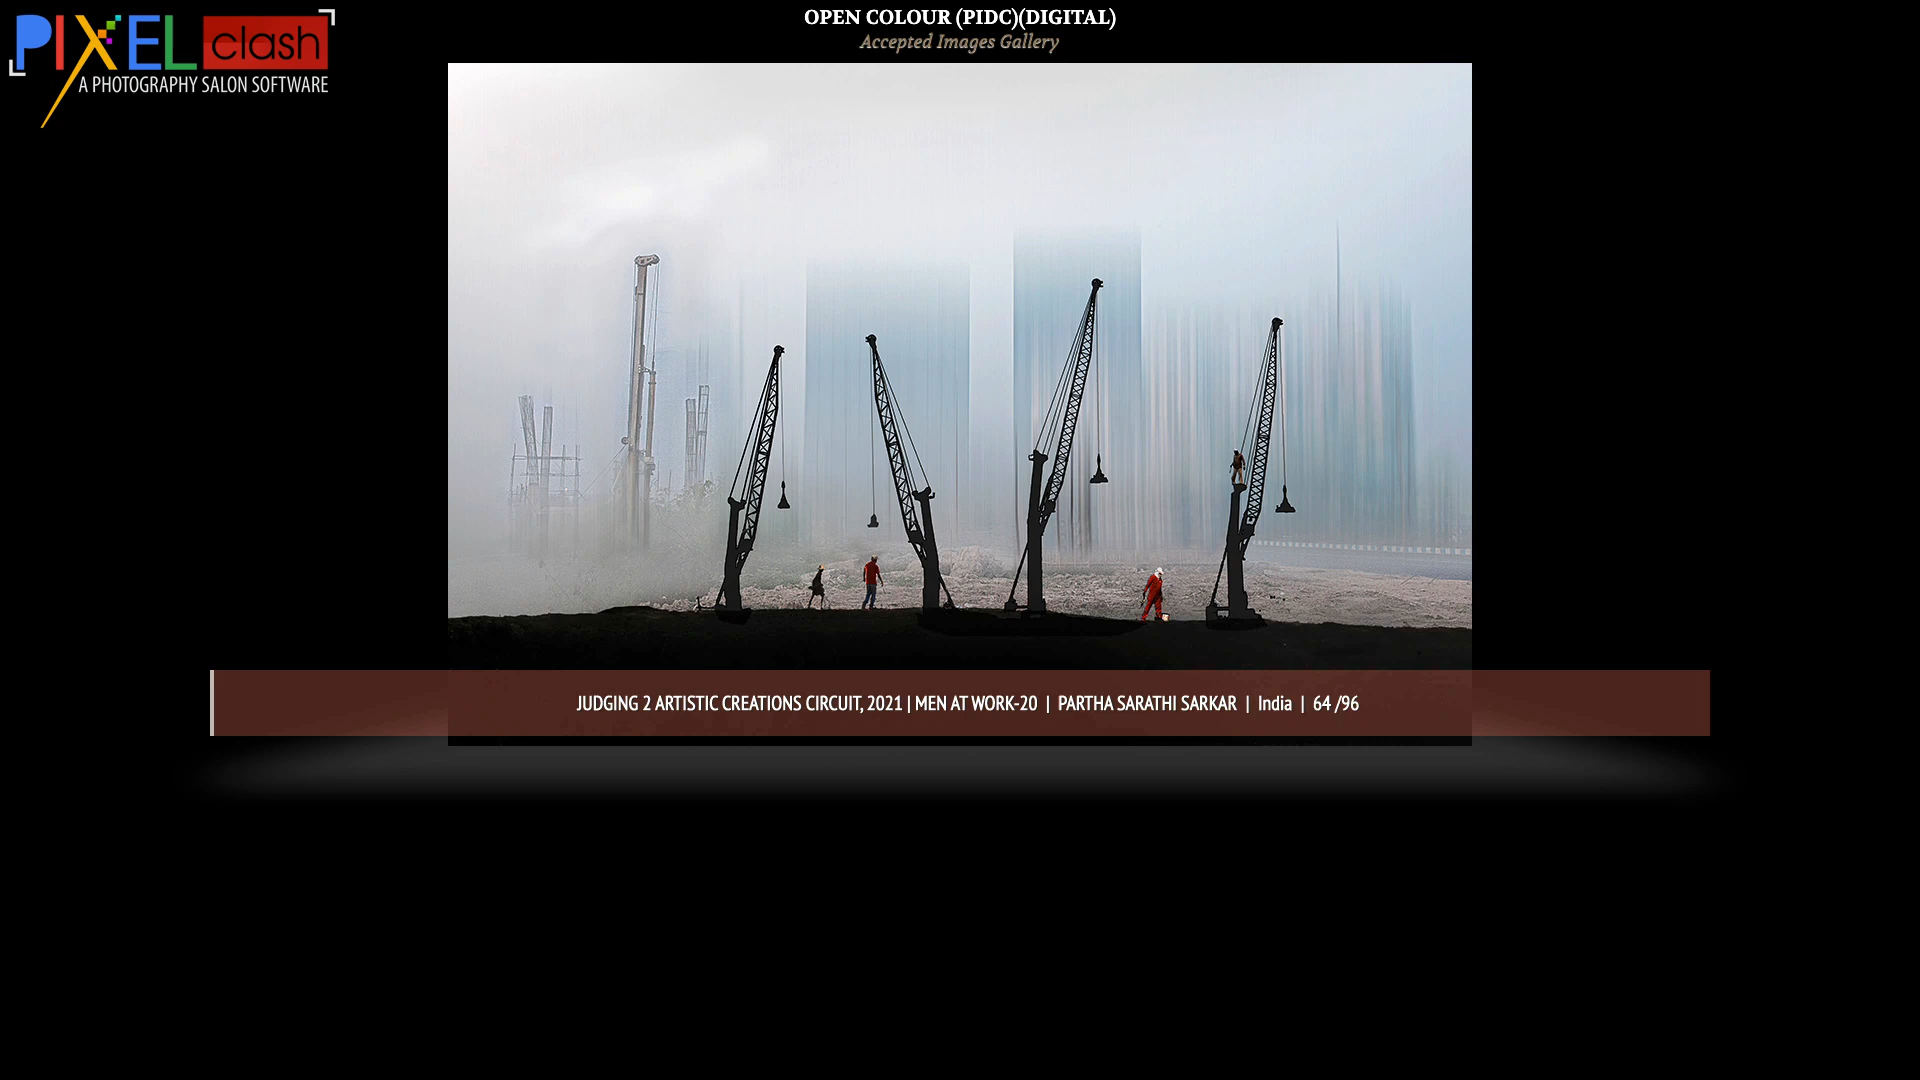 PIXEL clash
A PHOTOGRAPHY SALON SOFTWARE
OPEN COLOUR (PIDC)(DIGITAL)
Accepted Images Gallery
JUDGING 2 ARTISTIC CREATIONS CIRCUIT, 2021 | MEN AT WORK-20 | PARTHA SARATHI SARKAR | India | 64 /96